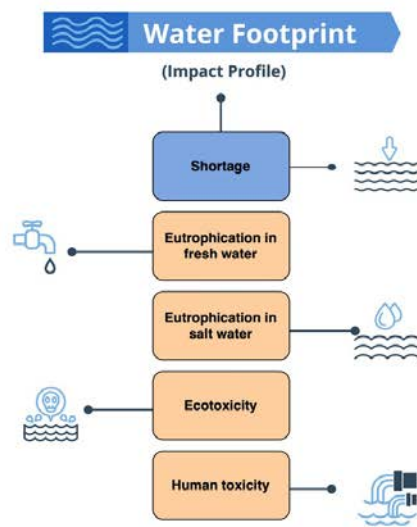 Water Footprint
(Impact Profile)
Shortage
Eutrophication in
fresh water
Eutrophication in
salt water
Ecotoxicity
Human toxicity